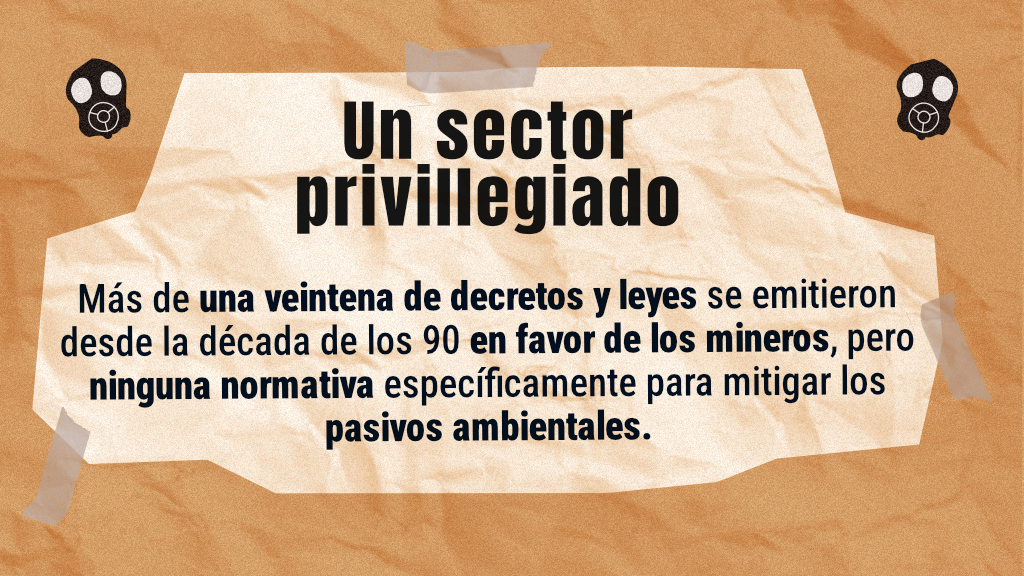 Un sector
privillegiado
Más de una veintena de decretos y leyes se emitieron
desde la década de los 90 en favor de los mineros, pero
ninguna normativa específicamente para mitigar los
pasivos ambientales.